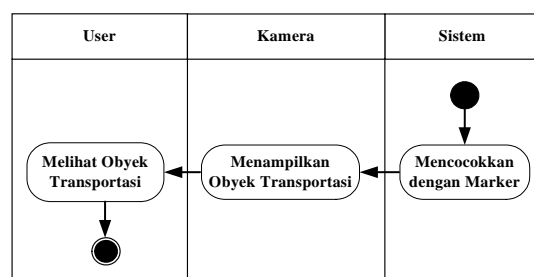 User
Kamera
Sistem
Melihat Obyek
Transportasi
Menampilkan
Obyek Transportasi
Mencocokkan
dengan Marker